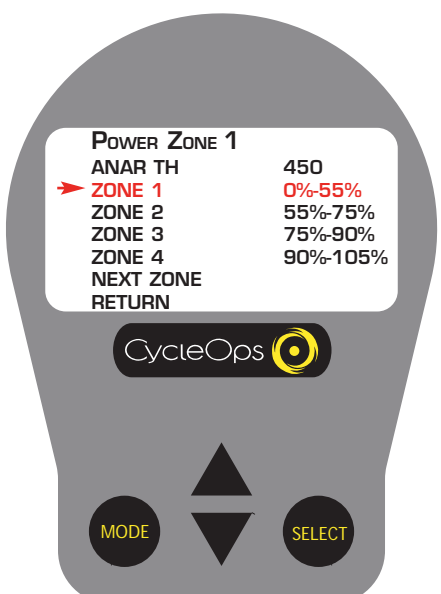 Power Zone 1
ANAR TH 450
ZONE 1 0%-55%
ZONE 2 55%-75%
ZONE 3 75%-90%
ZONE 4 90%-105%
NEXT ZONE
RETURN
CycleOps
MODE SELECT